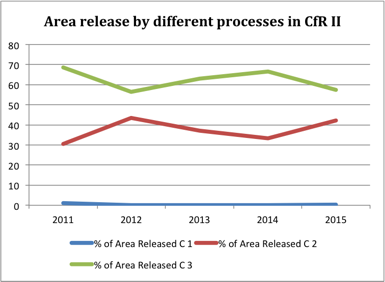 Area release by different processes in CfR II
80
70
60
50
40
30
20
10
0
2011 2012 2013 2014 2015
% of Area Released C 1 % of Area Released C 2
% of Area Released C 3